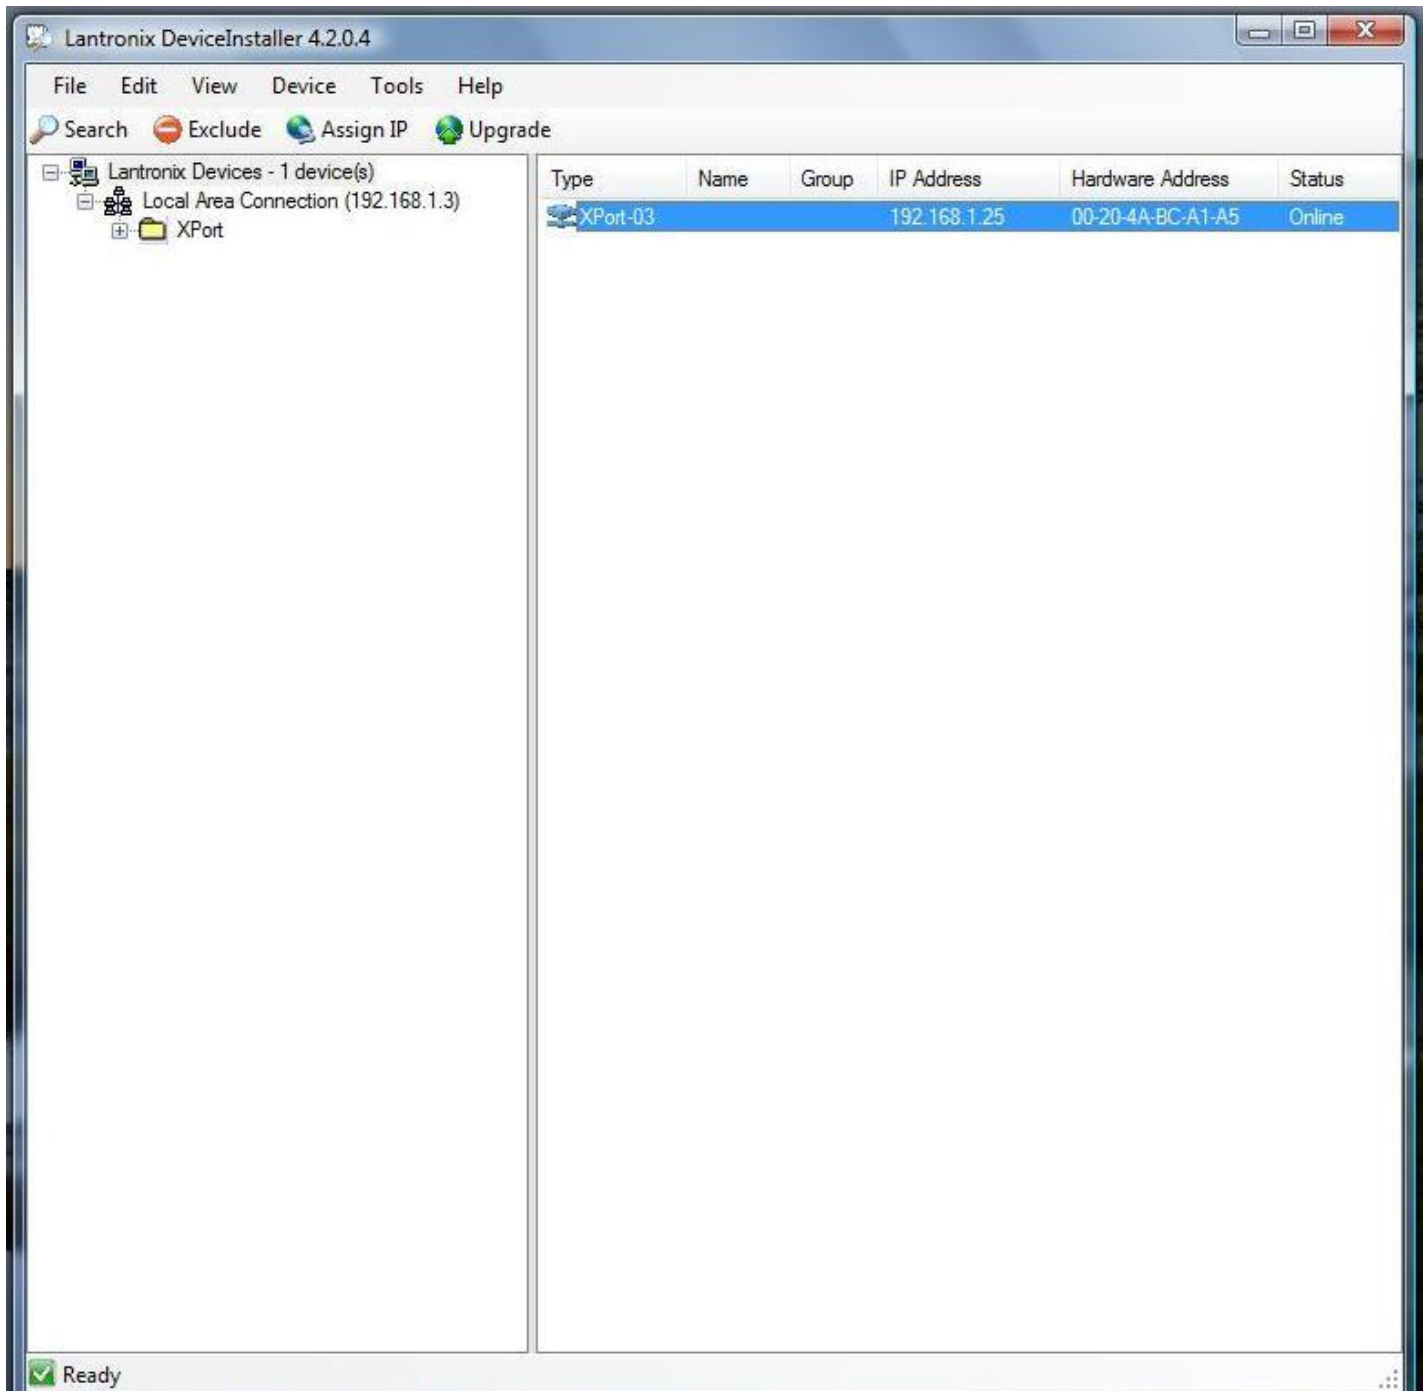 Lantronix DeviceInstaller 4.2.0.4
File Edit View Device Tools Help
Search Exclude Assign IP Upgrade
Lantronix Devices - 1 device(s)
Local Area Connection (192.168.1.3)
XPort
Type Name Group IP Address Hardware Address Status
XPort-03 192.168.1.25 00-20-4A-BC-A1-A5 Online
Ready